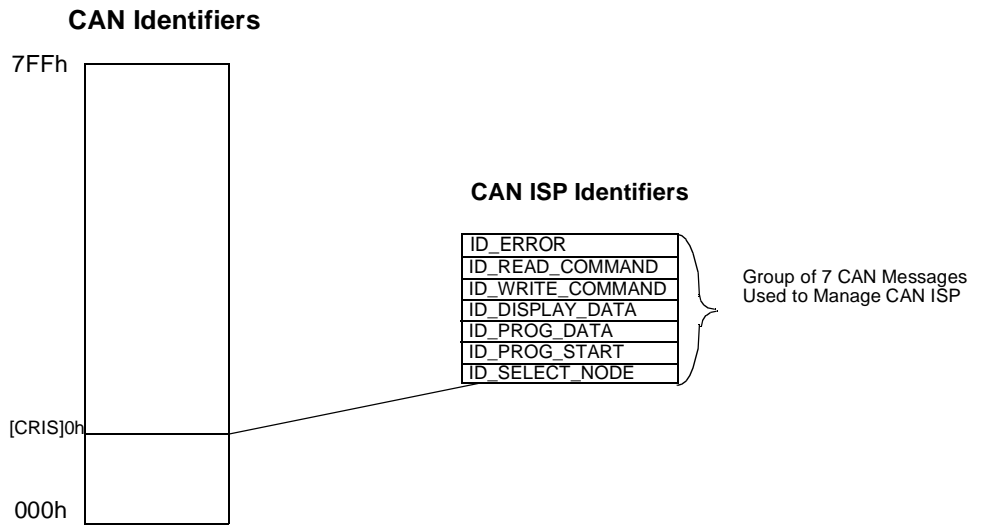 CAN Identifiers
7FFh
CAN ISP Identifiers
ID_ERROR
ID_READ_COMMAND
ID_WRITE_COMMAND
ID_DISPLAY_DATA
ID_PROG_DATA
ID_PROG_START
ID_SELECT_NODE
Group of 7 CAN Messages
Used to Manage CAN ISP
[CRIS]0h
000h